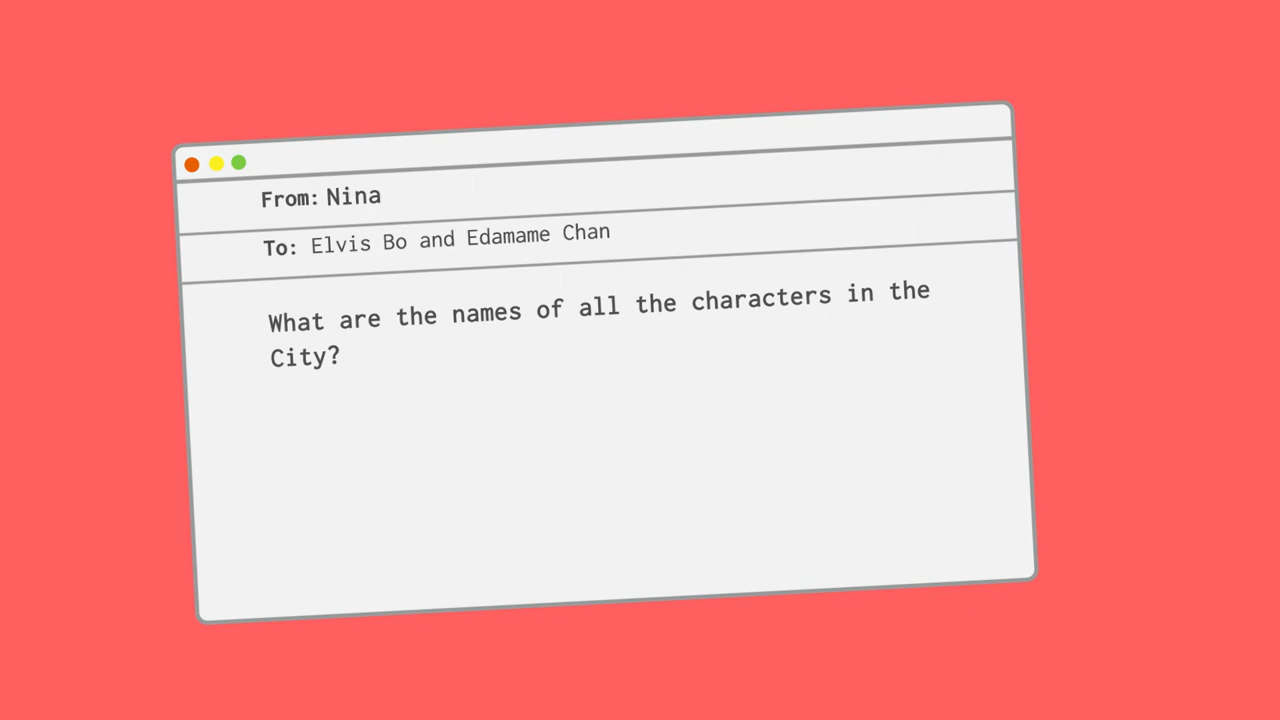 From: Nina
To: Elvis Bo and Edamame Chan
What are the names of all the characters in the
City?